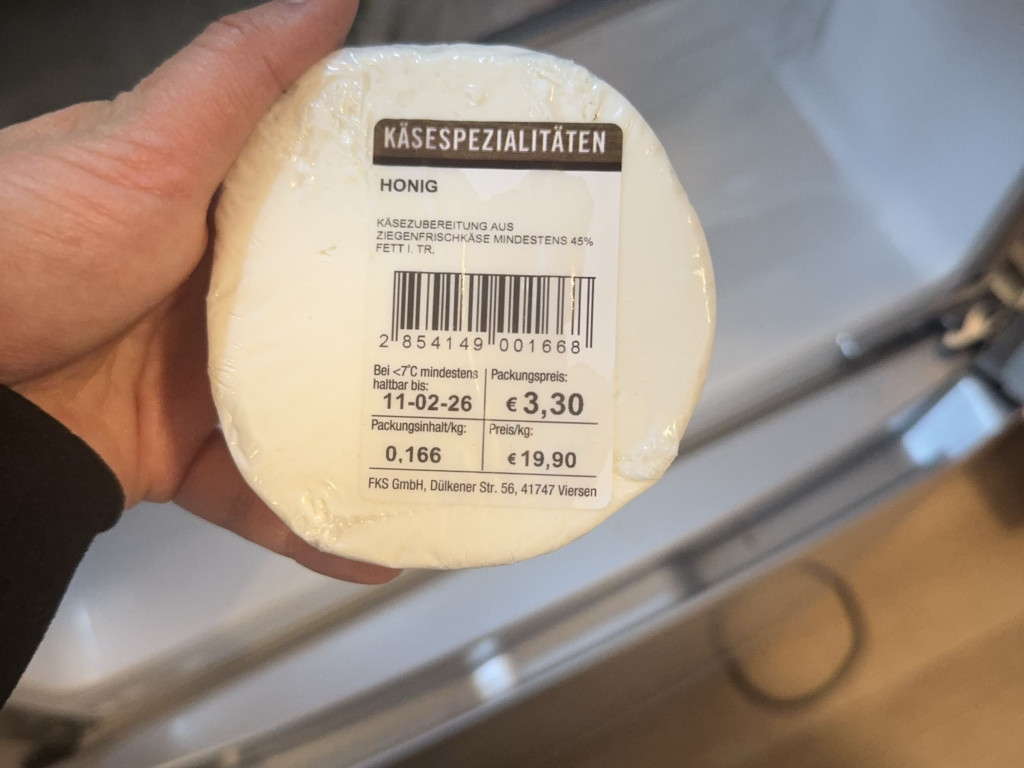 KÄSESPEZIALITÄTEN
HONIG
KÄSEZUBEREITUNG AUS
ZIEGENFRISCHKÄSE MINDESTENS 45%
FETT I. TR.
2 854149 001668
Bei <7°C mindestens
haltbar bis:
11-02-26
Packungspreis:
€ 3,30
Packungsinhalt/kg:
0.166
Preis/kg:
€ 19,90
FKS GmbH, Dülkener Str. 56, 41747 Viersen